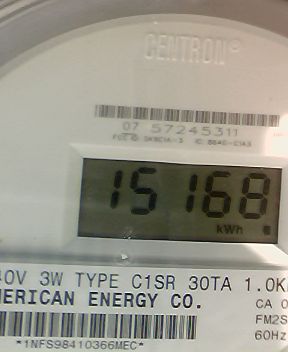 CENTRON®
07 57245311
15168
kWh
40V 3W TYPE C1SR 30TA 1.0K
MERICAN ENERGY CO.
CA 0
FM2S
60Hz
*1NFS98410366MEC*